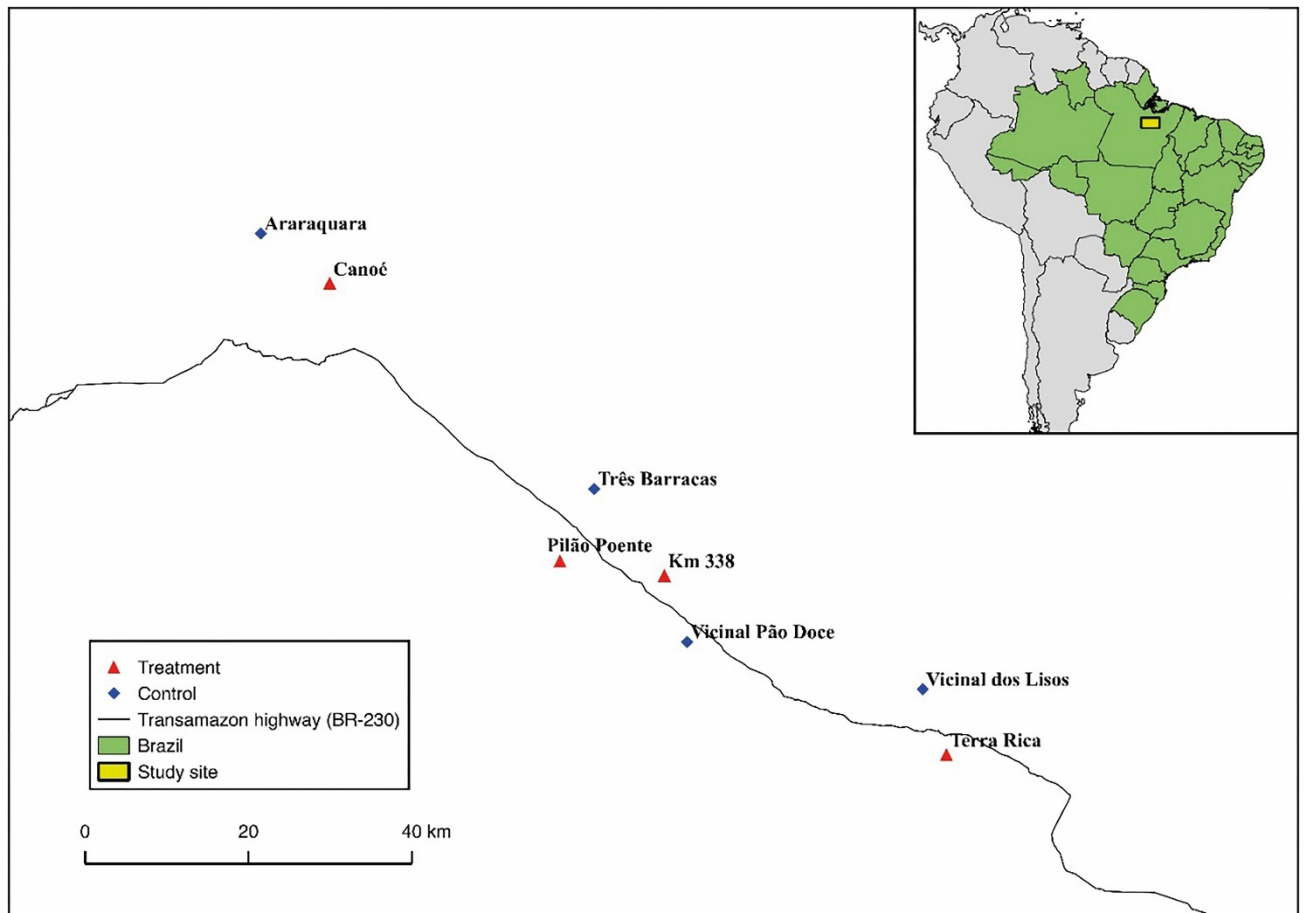 Araraquara
Canoé
Três Barracas
Pilão Poente
Km 338
Vicinal Pão Doce
Vicinal dos Lisos
Terra Rica
Treatment
Control
Transamazon highway (BR-230)
Brazil
Study site
0 20 40 km